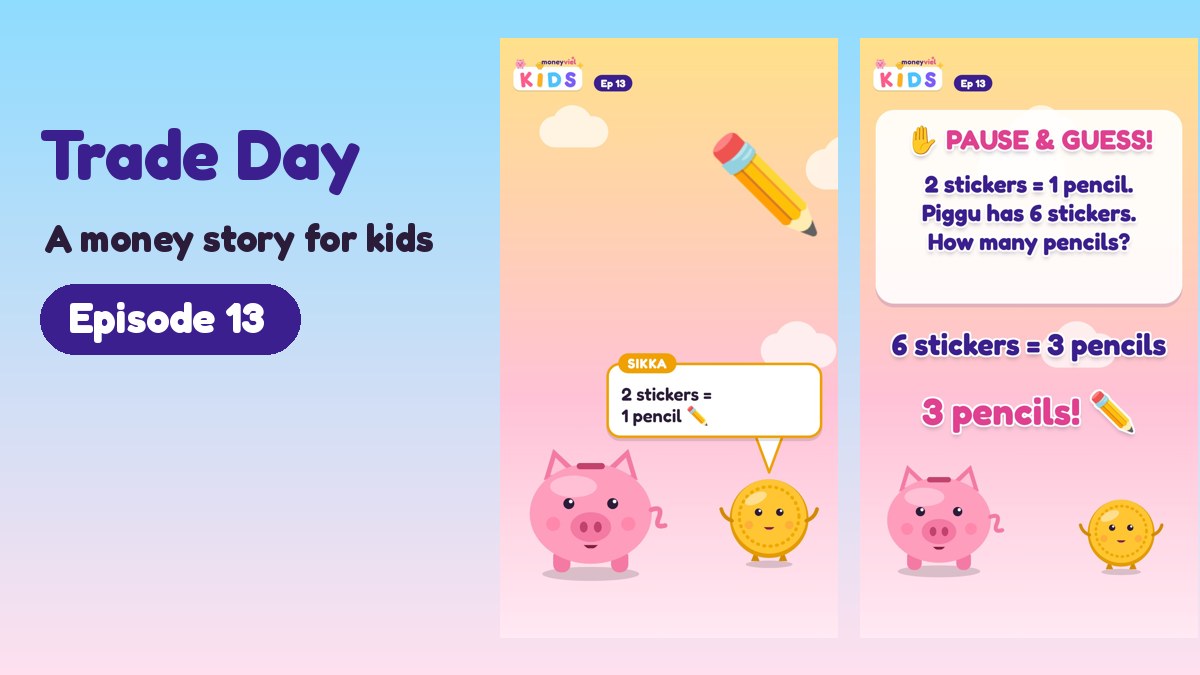 Trade Day
A money story for kids
Episode 13
moneyviet
KIDS
Ep 13
SIKKA
2 stickers =
1 pencil ✏️
moneyviet
KIDS
Ep 13
✋ PAUSE & GUESS!
2 stickers = 1 pencil.
Piggu has 6 stickers.
How many pencils?
6 stickers = 3 pencils
3 pencils! ✏️